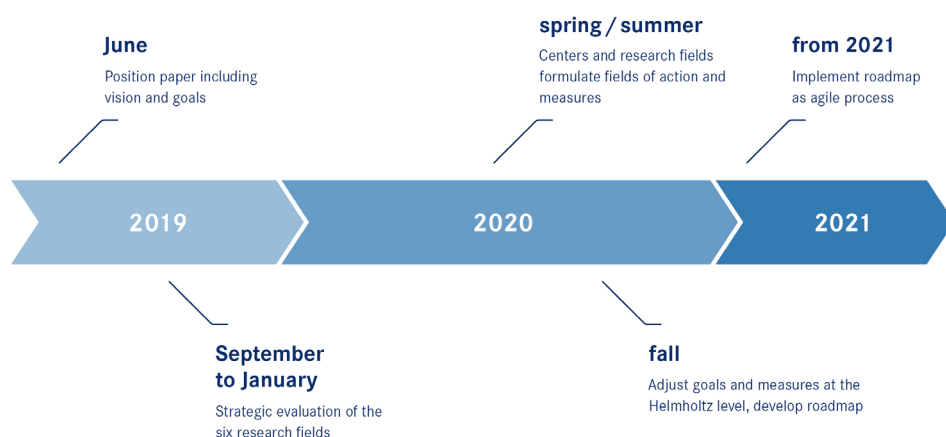 June
Position paper including
vision and goals
spring / summer
Centers and research fields
formulate fields of action and
measures
from 2021
Implement roadmap
as agile process
2019
2020
2021
September
to January
Strategic evaluation of the
six research fields
fall
Adjust goals and measures at the
Helmholtz level, develop roadmap